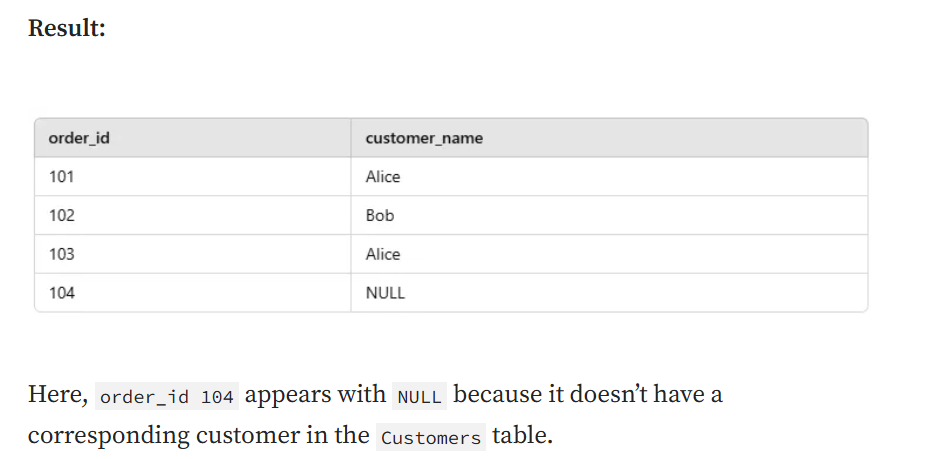 Result:
order_id customer_name
101 Alice
102 Bob
103 Alice
104 NULL
Here, order_id 104 appears with NULL because it doesn’t have a
corresponding customer in the Customers table.